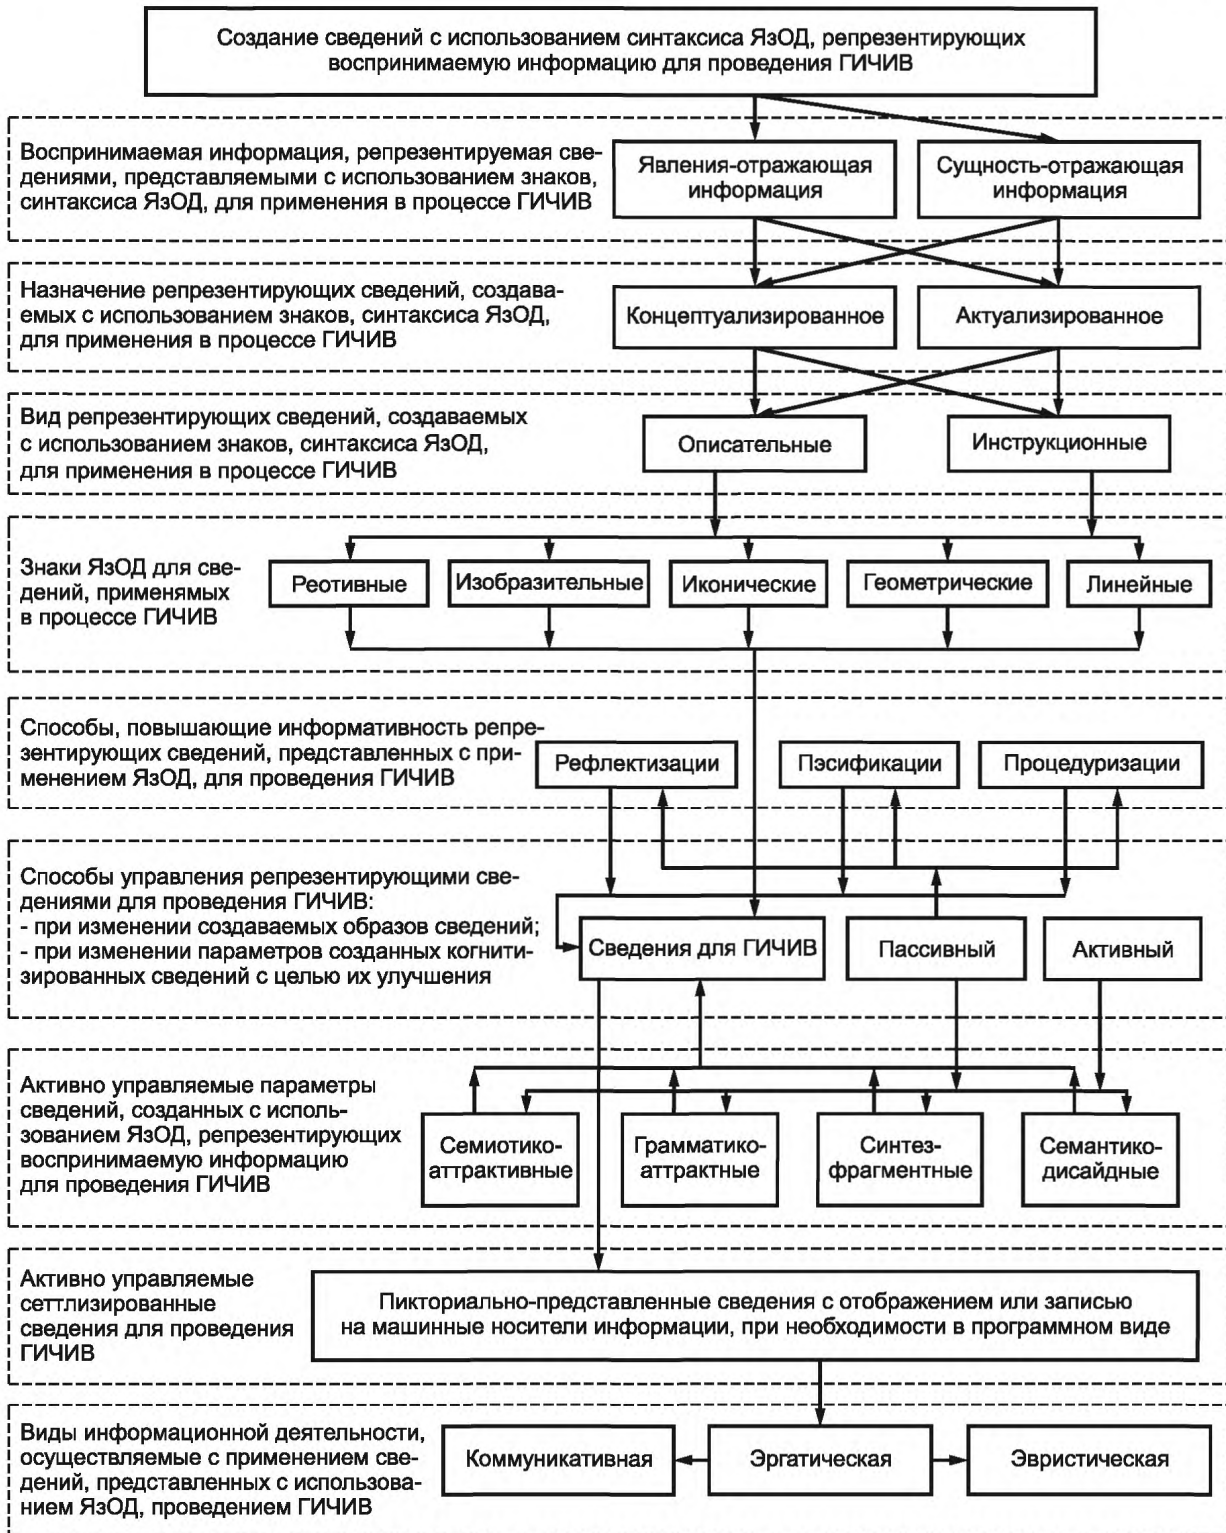 Создание сведений с использованием синтаксиса ЯзОД, репрезентирующих
воспринимаемую информацию для проведения ГИЧИВ
Воспринимаемая информация, репрезентируемая све-
дениями, представляемыми с использованием знаков,
синтаксиса ЯзОД, для применения в процессе ГИЧИВ
Явления-отражающая
информация
Сущность-отражающая
информация
Назначение репрезентирующих сведений, создавае-
мых с использованием знаков, синтаксиса ЯзОД,
для применения в процессе ГИЧИВ
Концептуализированное
Актуализированное
Вид репрезентирующих сведений, создаваемых
с использованием знаков, синтаксиса ЯзОД,
для применения в процессе ГИЧИВ
Описательные
Инструкционные
Знаки ЯзОД для све-
дений, применямых
в процессе ГИЧИВ
Реотивные
Изобразительные
Иконические
Геометрические
Линейные
Способы, повышающие информативность репре-
зентирующих сведений, представленных с при-
менением ЯзОД, для проведения ГИЧИВ
Рефлектизации
Пэсификации
Процедуризации
Способы управления репрезентирующими све-
дениями для проведения ГИЧИВ:
- при изменении создаваемых образов сведений;
- при изменении параметров созданных когнити-
зированных сведений с целью их улучшения
Сведения для ГИЧИВ
Пассивный
Активный
Активно управляемые параметры
сведений, созданных с исполь-
зованием ЯзОД, репрезентирующих
воспринимаемую информацию
для проведения ГИЧИВ
Семиотико-
аттрактивные
Грамматико-
аттрактные
Синтез-
фрагментные
Семантико-
дисайдные
Активно управляемые
сеттлизированные
сведения для проведения
ГИЧИВ
Пикториально-представленные сведения с отображением или записью
на машинные носители информации, при необходимости в программном виде
Виды информационной деятельности,
осуществляемые с применением све-
дений, представленных с использова-
нием ЯзОД, проведением ГИЧИВ
Коммуникативная
Эргатическая
Эвристическая